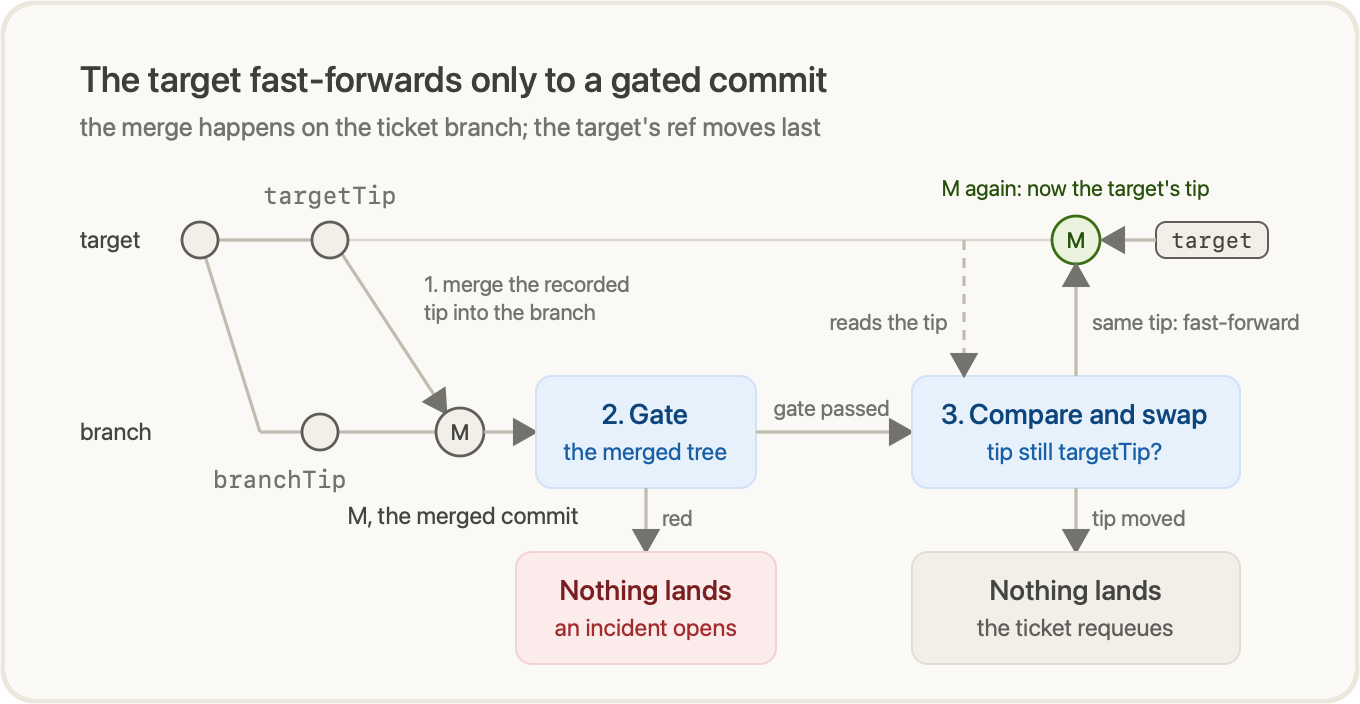 The target fast-forwards only to a gated commit
the merge happens on the ticket branch; the target's ref moves last
targetTip
M again: now the target's tip
target
M
target
1. merge the recorded
tip into the branch
reads the tip
same tip: fast-forward
branch
M
branchTip
M, the merged commit
2. Gate
the merged tree
gate passed
3. Compare and swap
tip still targetTip?
red
tip moved
Nothing lands
an incident opens
Nothing lands
the ticket requeues